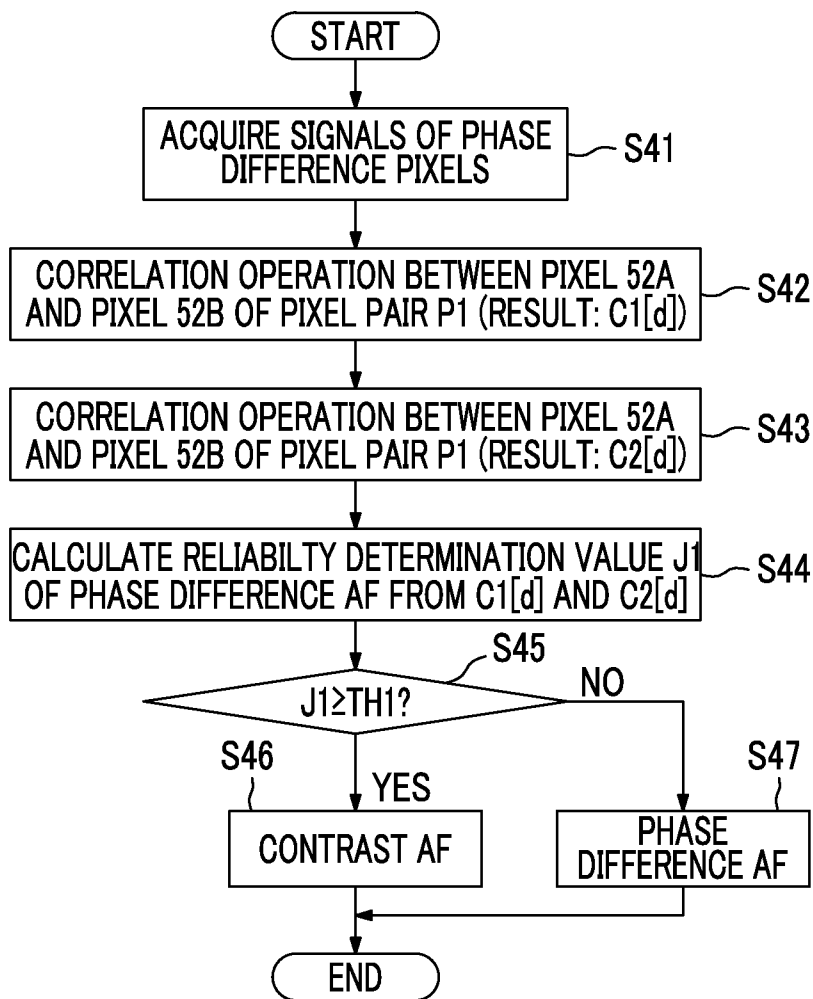 START
ACQUIRE SIGNALS OF PHASE
DIFFERENCE PIXELS
S41
CORRELATION OPERATION BETWEEN PIXEL 52A
AND PIXEL 52B OF PIXEL PAIR P1 (RESULT: C1[d])
S42
CORRELATION OPERATION BETWEEN PIXEL 52A
AND PIXEL 52B OF PIXEL PAIR P1 (RESULT: C2[d])
S43
CALCULATE RELIABILTY DETERMINATION VALUE J1
OF PHASE DIFFERENCE AF FROM C1[d] AND C2[d]
S44
S45
J1≥TH1?
NO
YES
S46
CONTRAST AF
S47
PHASE
DIFFERENCE AF
END